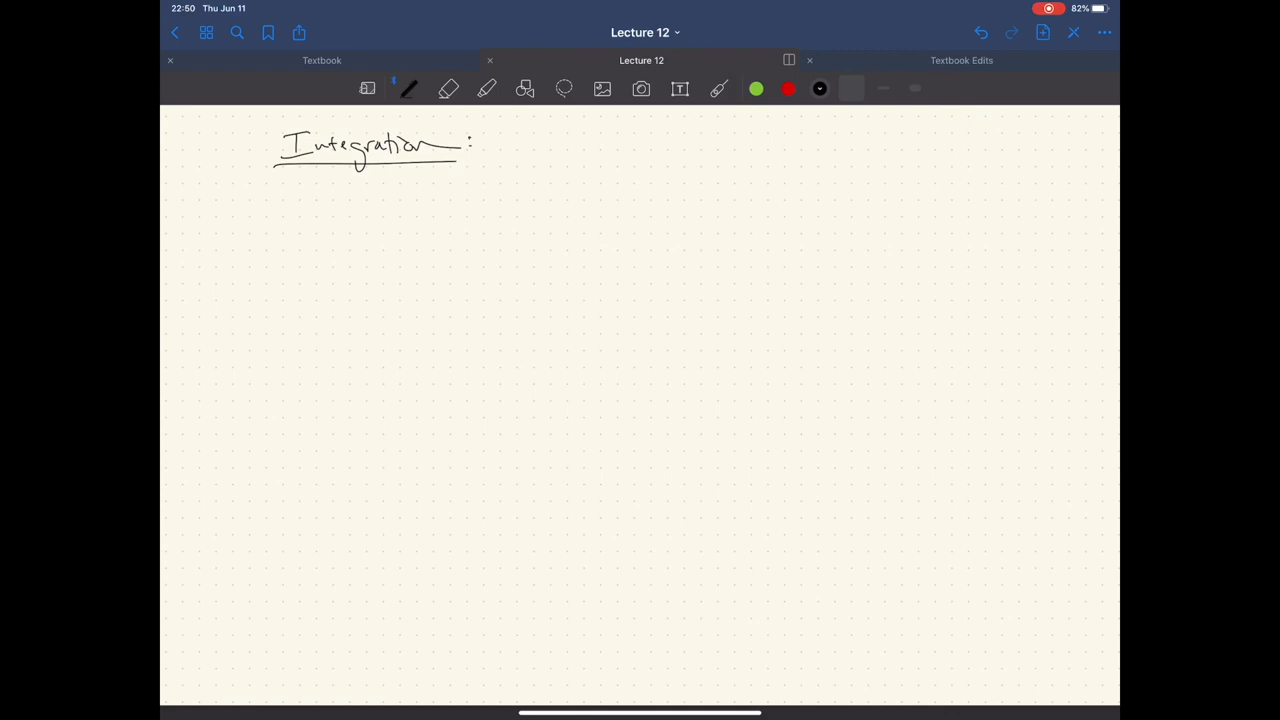 22:50 Thu Jun 11
82%
Lecture 12
Textbook
Lecture 12
Textbook Edits
T
Integration :